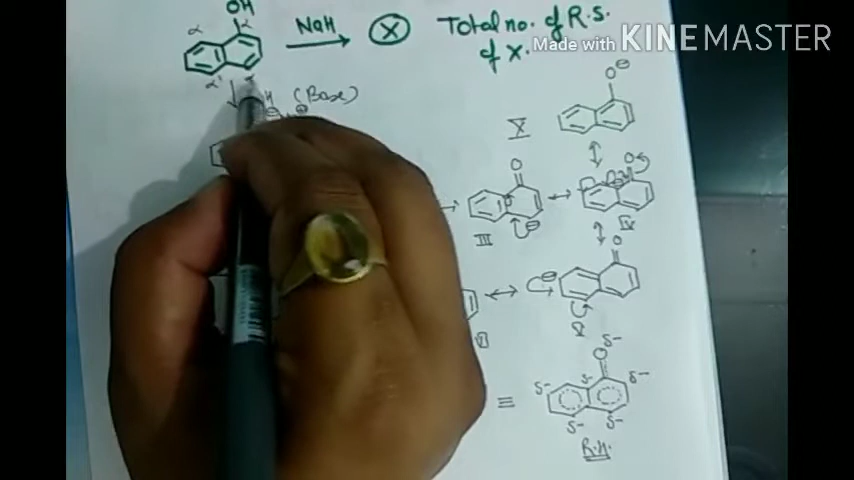 OH
α α
NaH X Total no. of R.S.
of X.
Made with KINEMASTER
α' α
H (Base)
O⊖
V
O
O
⊖
III
IV
O
⊖
δ-
O
δ- δ- δ-
≡
δ- δ-
R.H.